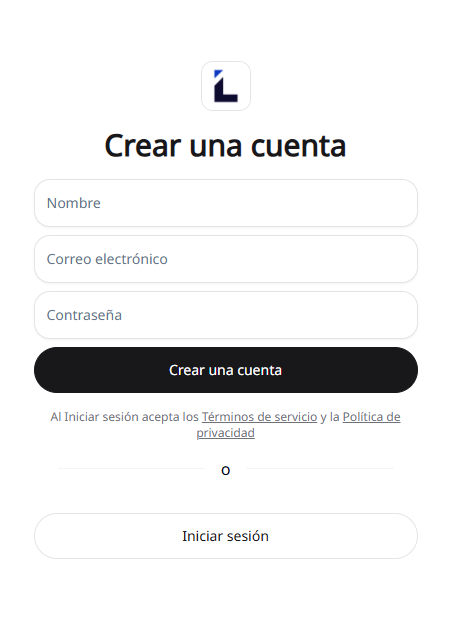 Crear una cuenta
Nombre
Correo electrónico
Contraseña
Crear una cuenta
Al Iniciar sesión acepta los Términos de servicio y la Política de
privacidad
o
Iniciar sesión